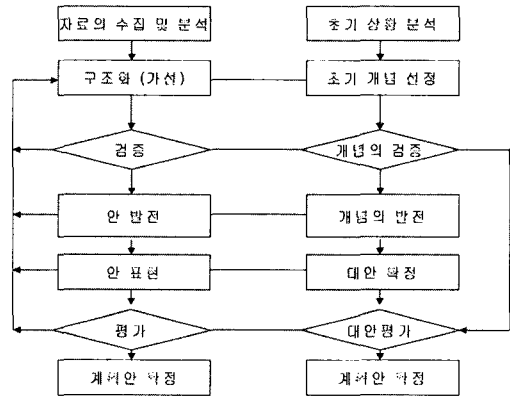 자료의 수집 및 분석
초기 상황 분석
구조화 (가선)
초기 개념 선정
검증
개념의 검증
안 발전
개념의 발전
안 표현
대안 확정
평가
대안평가
계획안 확정
계획안 확정